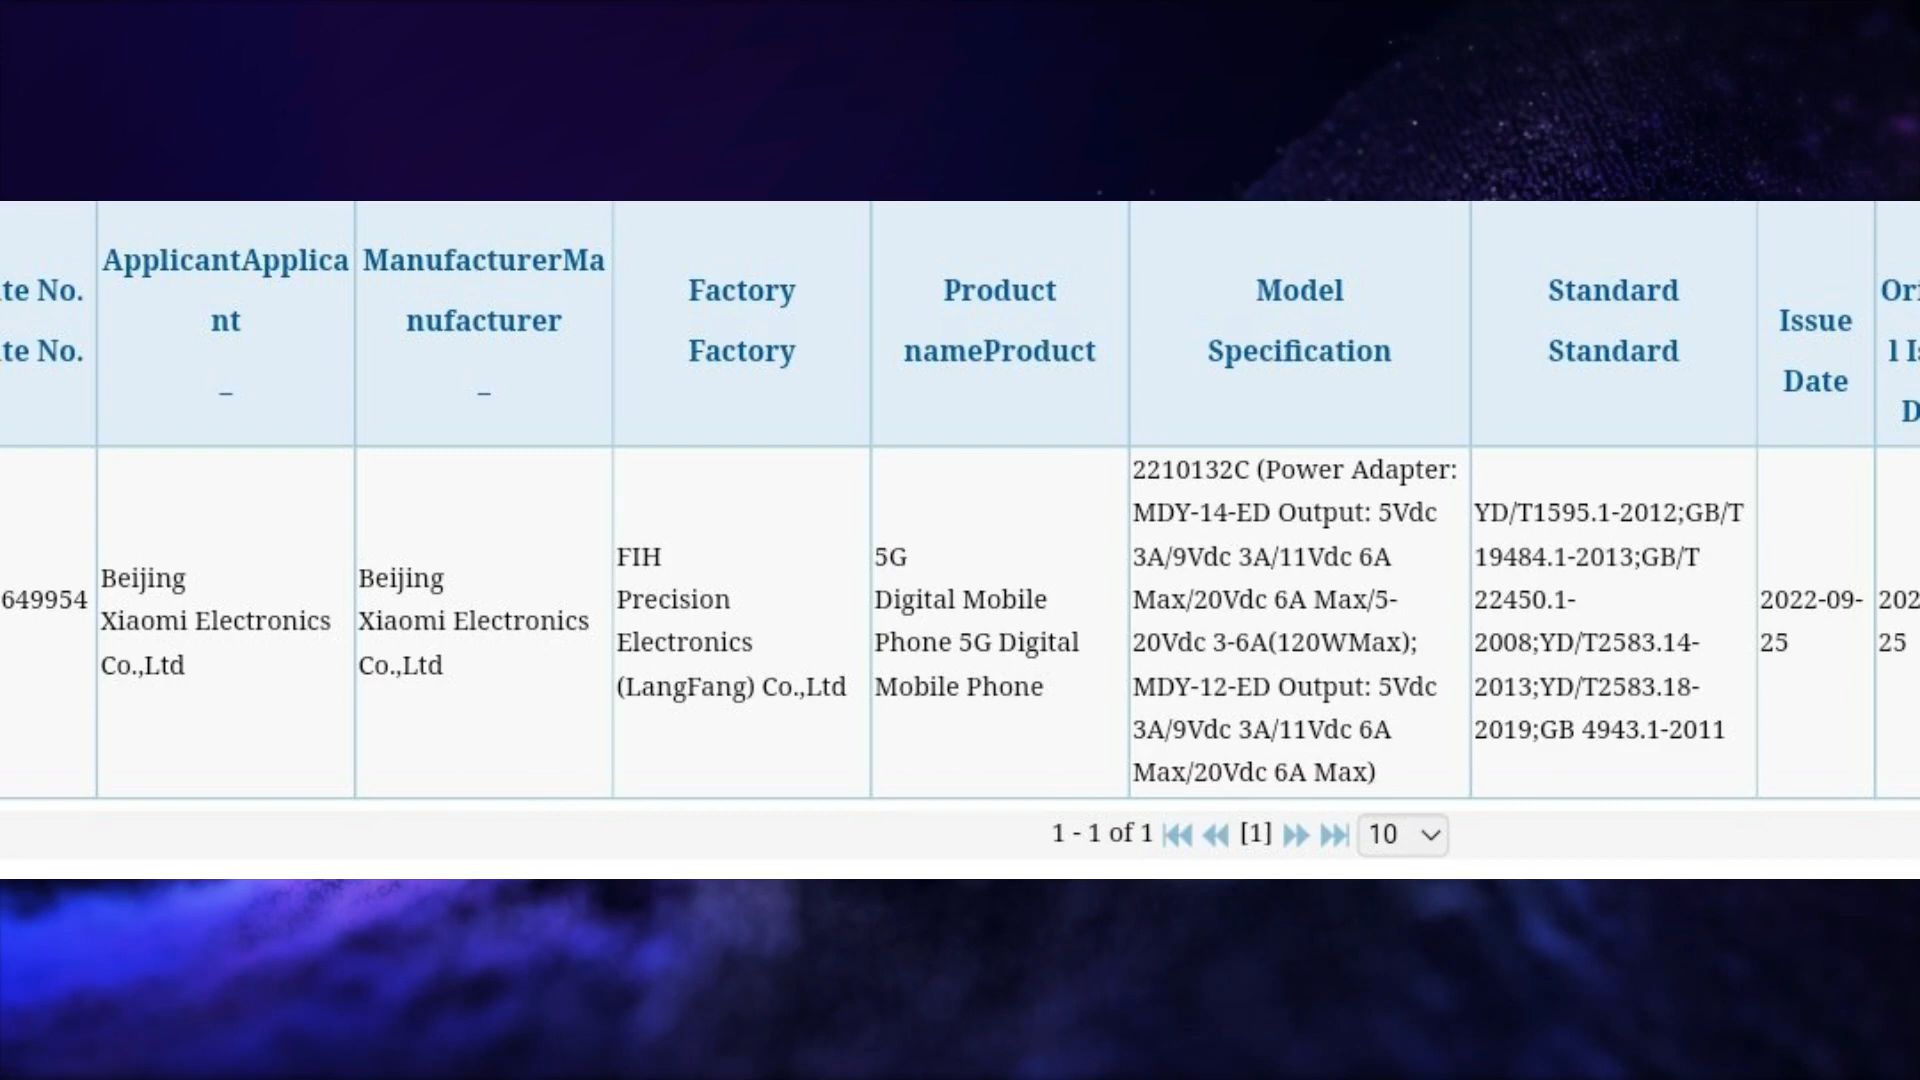 te No.
te No.
ApplicantApplica
nt
–
ManufacturerMa
nufacturer
–
Factory
Factory
Product
nameProduct
Model
Specification
Standard
Standard
Issue
Date
Ori
l Is
D
649954
Beijing
Xiaomi Electronics
Co.,Ltd
Beijing
Xiaomi Electronics
Co.,Ltd
FIH
Precision
Electronics
(LangFang) Co.,Ltd
5G
Digital Mobile
Phone 5G Digital
Mobile Phone
2210132C (Power Adapter:
MDY-14-ED Output: 5Vdc
3A/9Vdc 3A/11Vdc 6A
Max/20Vdc 6A Max/5-
20Vdc 3-6A(120WMax);
MDY-12-ED Output: 5Vdc
3A/9Vdc 3A/11Vdc 6A
Max/20Vdc 6A Max)
YD/T1595.1-2012;GB/T
19484.1-2013;GB/T
22450.1-
2008;YD/T2583.14-
2013;YD/T2583.18-
2019;GB 4943.1-2011
2022-09-
25
202
25
1 - 1 of 1 [1] 10